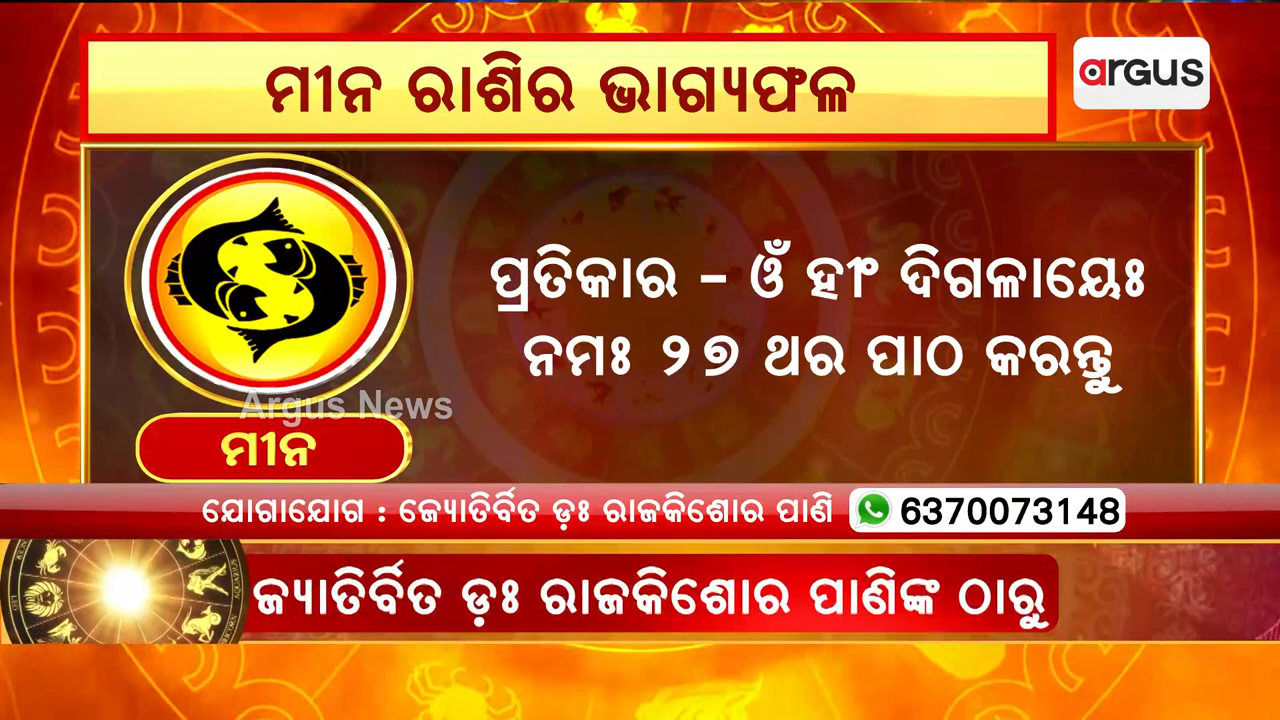 ମୀନ ରାଶିର ଭାଗ୍ୟଫଳ
argus
ପ୍ରତିକାର – ଓଁ ହୀଂ ଦିଗଳାୟେଃ
ନମଃ ୨୭ ଥର ପାଠ କରନ୍ତୁ
Argus News
ମୀନ
ଯୋଗାଯୋଗ : ଜ୍ୟୋତିର୍ବିତ ଡ଼ଃ ରାଜକିଶୋର ପାଣି 6370073148
ଜ୍ୟୋତିର୍ବିତ ଡ଼ଃ ରାଜକିଶୋର ପାଣିଙ୍କ ଠାରୁ